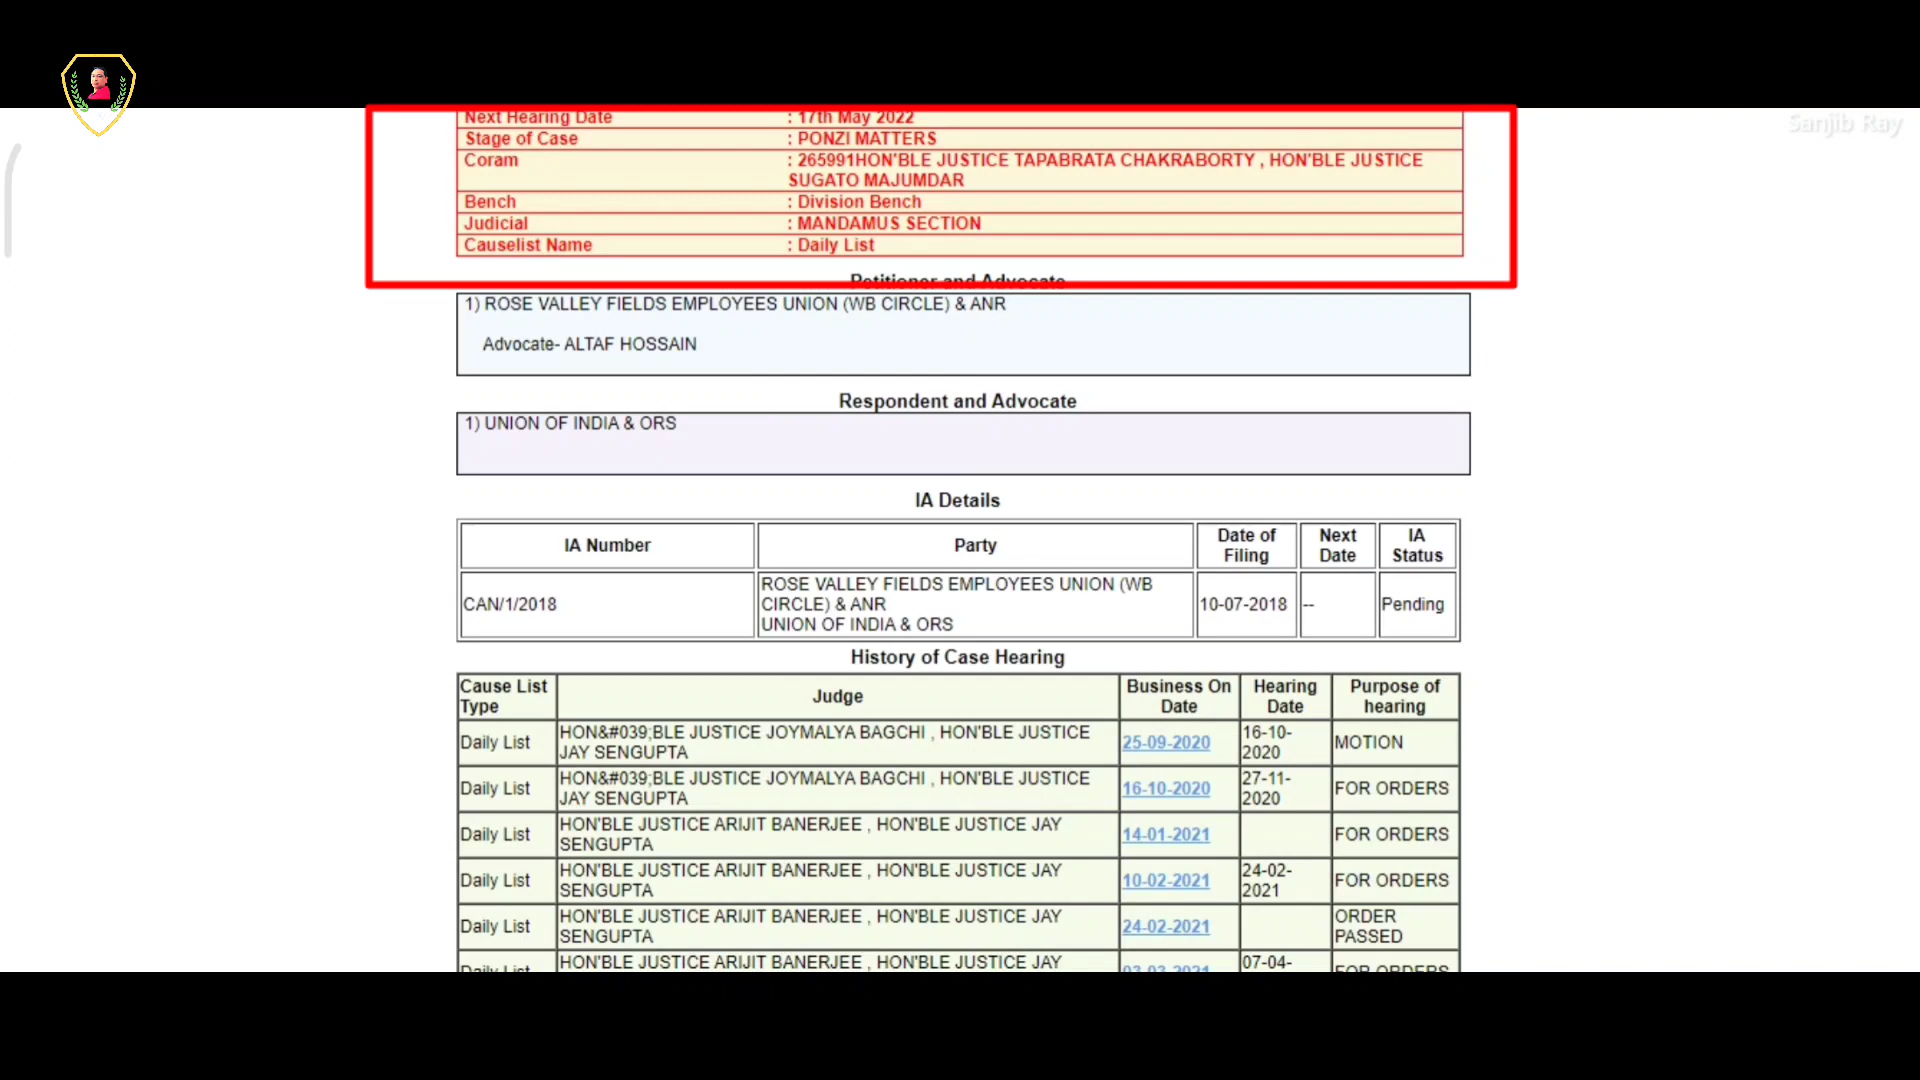 Sanjib Ray
Next Hearing Date : 17th May 2022
Stage of Case : PONZI MATTERS
Coram : 265991HON'BLE JUSTICE TAPABRATA CHAKRABORTY , HON'BLE JUSTICE
SUGATO MAJUMDAR
Bench : Division Bench
Judicial : MANDAMUS SECTION
Causelist Name : Daily List
Petitioner and Advocate
1) ROSE VALLEY FIELDS EMPLOYEES UNION (WB CIRCLE) & ANR
Advocate- ALTAF HOSSAIN
Respondent and Advocate
1) UNION OF INDIA & ORS
IA Details
IA Number Party Date of Filing Next Date IA Status
CAN/1/2018 ROSE VALLEY FIELDS EMPLOYEES UNION (WB
CIRCLE) & ANR
UNION OF INDIA & ORS 10-07-2018 -- Pending
History of Case Hearing
Cause List Type Judge Business On Date Hearing Date Purpose of hearing
Daily List HON&#039;BLE JUSTICE JOYMALYA BAGCHI , HON'BLE JUSTICE
JAY SENGUPTA 25-09-2020 16-10-2020 MOTION
Daily List HON&#039;BLE JUSTICE JOYMALYA BAGCHI , HON'BLE JUSTICE
JAY SENGUPTA 16-10-2020 27-11-2020 FOR ORDERS
Daily List HON'BLE JUSTICE ARIJIT BANERJEE , HON'BLE JUSTICE JAY
SENGUPTA 14-01-2021 FOR ORDERS
Daily List HON'BLE JUSTICE ARIJIT BANERJEE , HON'BLE JUSTICE JAY
SENGUPTA 10-02-2021 24-02-2021 FOR ORDERS
Daily List HON'BLE JUSTICE ARIJIT BANERJEE , HON'BLE JUSTICE JAY
SENGUPTA 24-02-2021 ORDER PASSED
Daily List HON'BLE JUSTICE ARIJIT BANERJEE , HON'BLE JUSTICE JAY 03-03-2021 07-04- FOR ORDERS